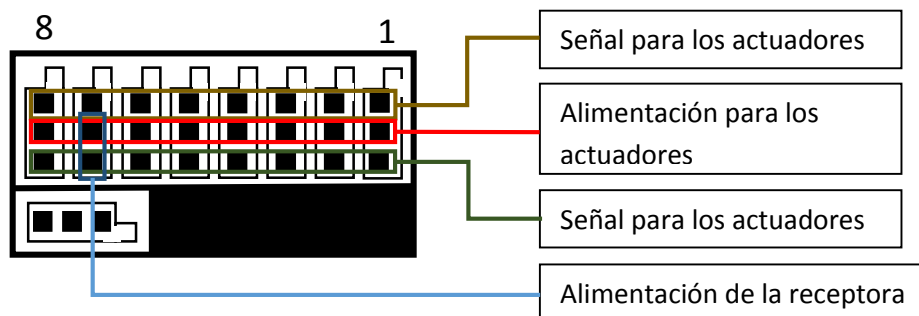 8
1
Señal para los actuadores
Alimentación para los
actuadores
Señal para los actuadores
Alimentación de la receptora